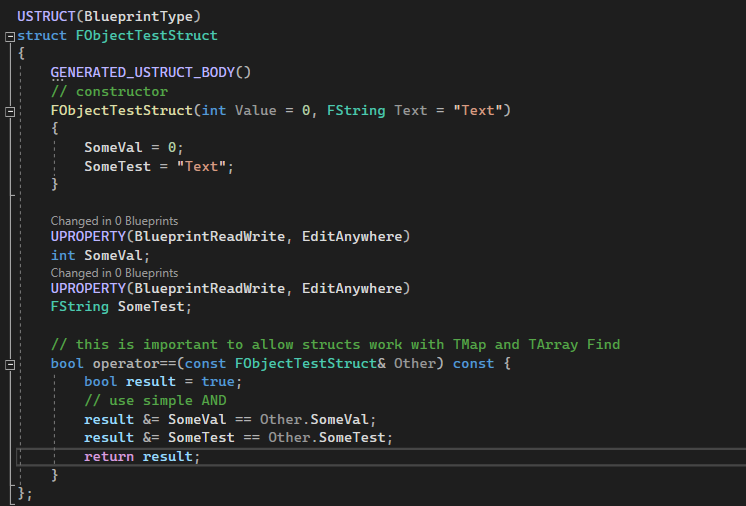 USTRUCT(BlueprintType)
struct FObjectTestStruct
{
GENERATED_USTRUCT_BODY()
// constructor
FObjectTestStruct(int Value = 0, FString Text = "Text")
{
SomeVal = 0;
SomeTest = "Text";
}
Changed in 0 Blueprints
UPROPERTY(BlueprintReadWrite, EditAnywhere)
int SomeVal;
Changed in 0 Blueprints
UPROPERTY(BlueprintReadWrite, EditAnywhere)
FString SomeTest;
// this is important to allow structs work with TMap and TArray Find
bool operator==(const FObjectTestStruct& Other) const {
bool result = true;
// use simple AND
result &= SomeVal == Other.SomeVal;
result &= SomeTest == Other.SomeTest;
return result;
}
};